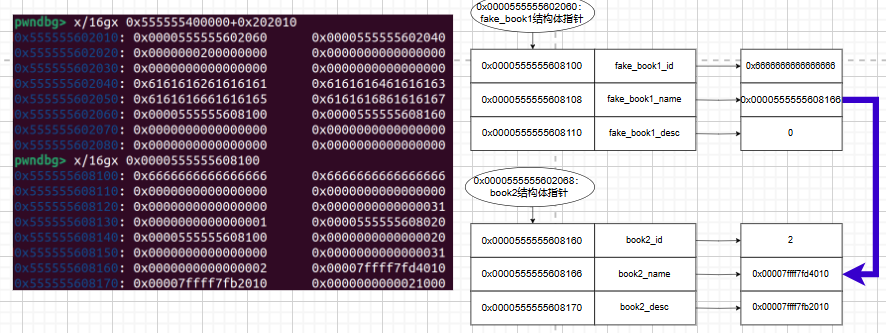 pwndbg> x/16gx 0x555555400000+0x202010
0x555555602010: 0x0000555555602060 0x0000555555602040
0x555555602020: 0x0000000200000000 0x0000000000000000
0x555555602030: 0x0000000000000000 0x0000000000000000
0x555555602040: 0x6161616261616161 0x6161616461616163
0x555555602050: 0x6161616661616165 0x6161616861616167
0x555555602060: 0x0000555555608100 0x0000555555608160
0x555555602070: 0x0000000000000000 0x0000000000000000
0x555555602080: 0x0000000000000000 0x0000000000000000
pwndbg> x/16gx 0x0000555555608100
0x555555608100: 0x6666666666666666 0x6666666666666666
0x555555608110: 0x0000000000000000 0x0000000000000000
0x555555608120: 0x0000000000000000 0x0000000000000031
0x555555608130: 0x0000000000000001 0x0000555555608020
0x555555608140: 0x0000555555608100 0x0000000000000020
0x555555608150: 0x0000000000000000 0x0000000000000031
0x555555608160: 0x0000000000000002 0x00007ffff7fd4010
0x555555608170: 0x00007ffff7fb2010 0x0000000000021000
0x0000555555602060:
fake_book1结构体指针
0x0000555555608100 fake_book1_id 0x6666666666666666
0x0000555555608108 fake_book1_name 0x0000555555608166
0x0000555555608110 fake_book1_desc 0
0x0000555555602068:
book2结构体指针
0x0000555555608160 book2_id 2
0x0000555555608166 book2_name 0x00007ffff7fd4010
0x0000555555608170 book2_desc 0x00007ffff7fb2010